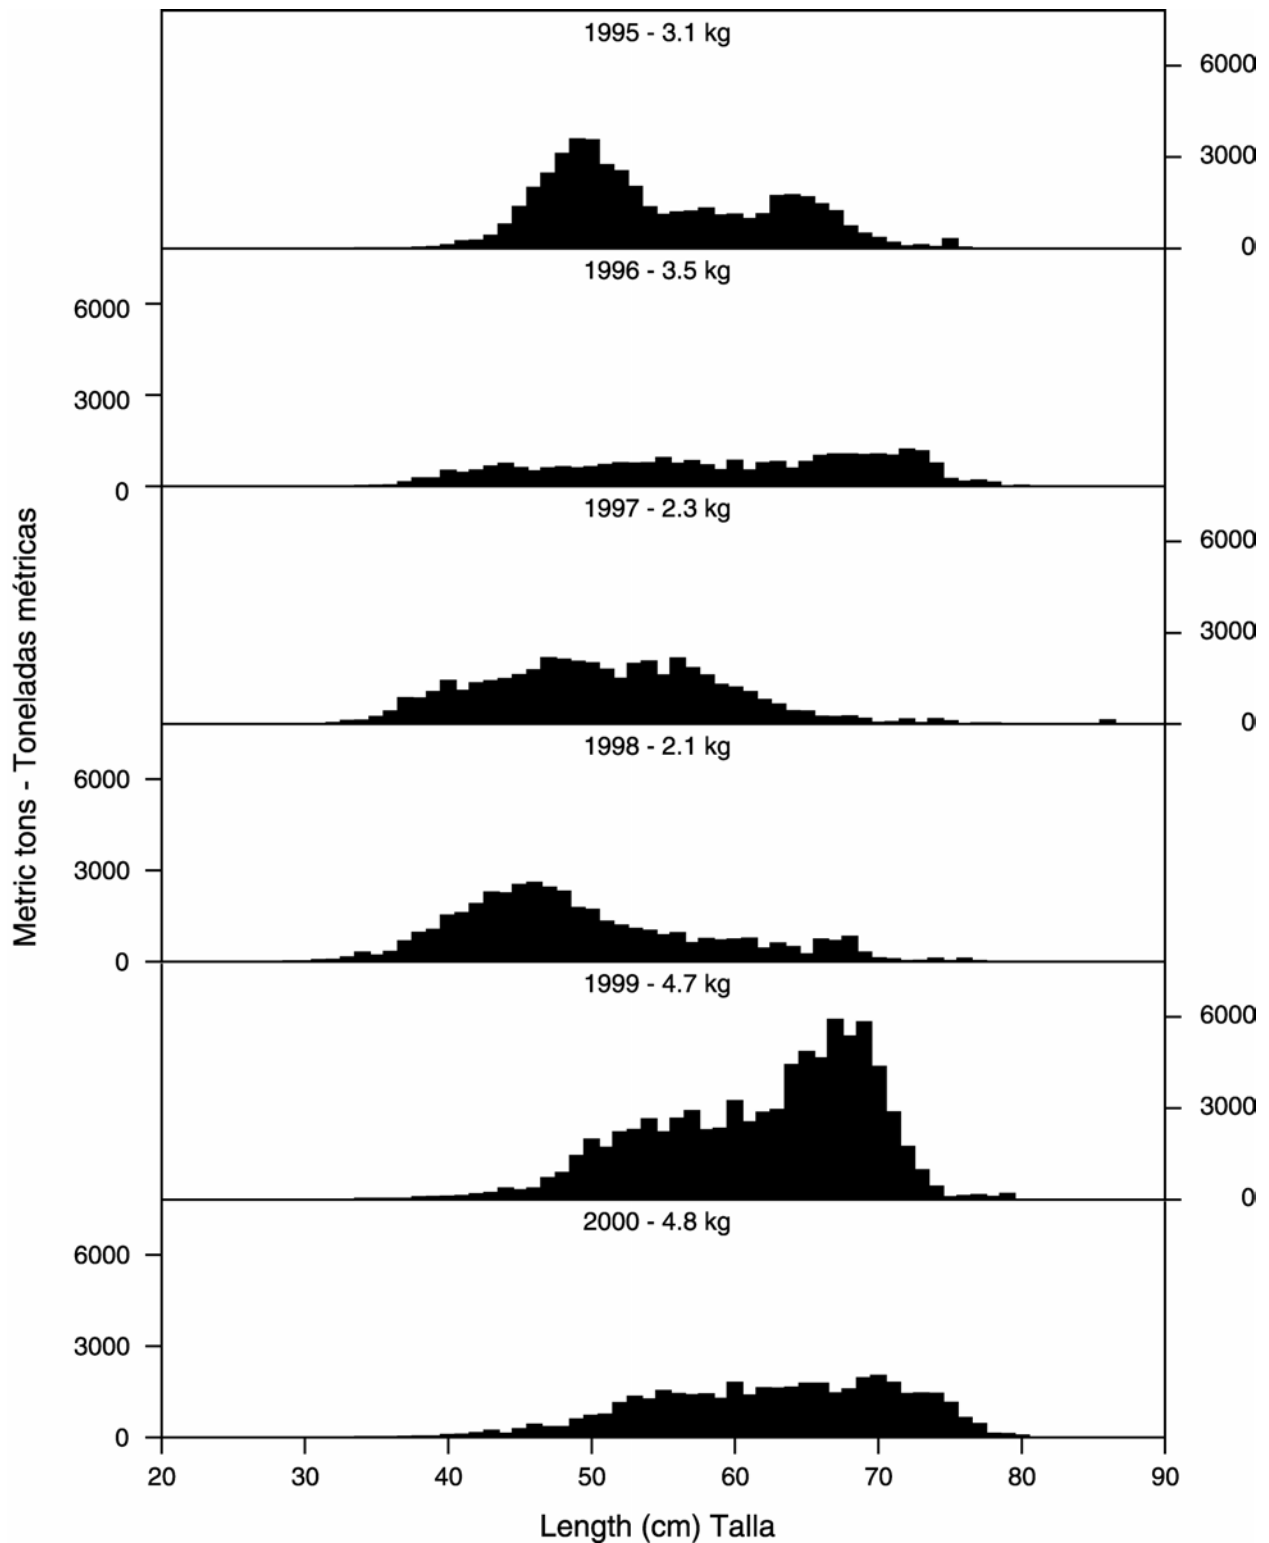 1995 - 3.1 kg
6000
3000
0
1996 - 3.5 kg
6000
3000
0
1997 - 2.3 kg
6000
3000
0
1998 - 2.1 kg
6000
3000
0
1999 - 4.7 kg
6000
3000
0
2000 - 4.8 kg
6000
3000
0
20 30 40 50 60 70 80 90
Length (cm) Talla
Metric tons - Toneladas métricas